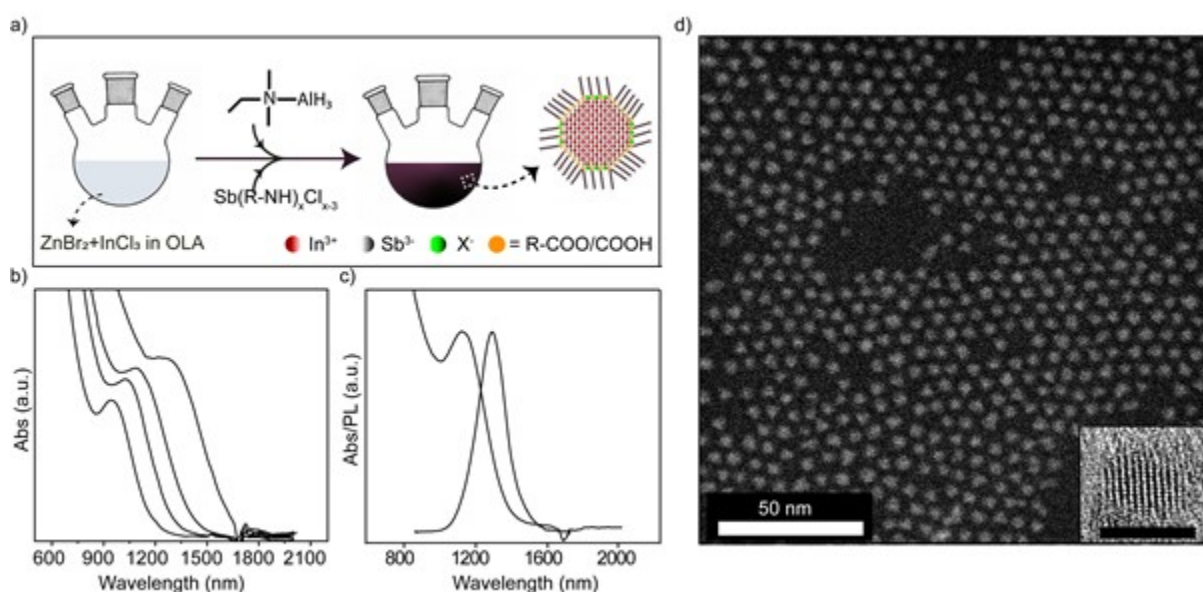 a)
N—AlH₃
Sb(R-NH)ₓClₓ₋₃
ZnBr₂+InCl₃ in OLA
In³⁺ Sb³⁻ X⁻ = R-COO/COOH
b)
Abs (a.u.)
600 900 1200 1500 1800 2100
Wavelength (nm)
c)
Abs/PL (a.u.)
800 1200 1600 2000
Wavelength (nm)
d)
50 nm